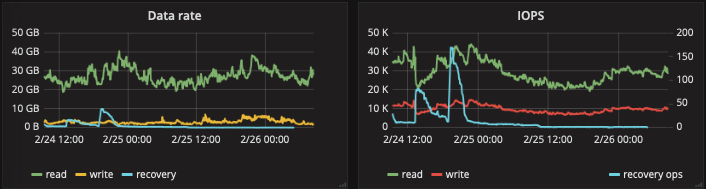 Data rate
50 GB
40 GB
30 GB
20 GB
10 GB
0 B
2/24 12:00 2/25 00:00 2/25 12:00 2/26 00:00
read write recovery
IOPS
50 K 200
40 K
30 K 150
20 K 100
10 K 50
0 0
2/24 12:00 2/25 00:00 2/25 12:00 2/26 00:00
read write recovery ops